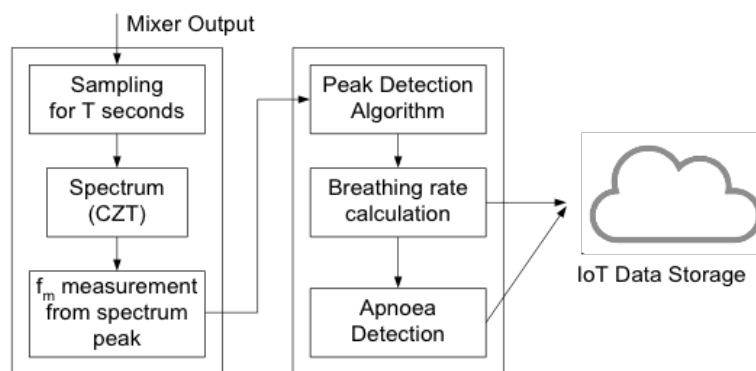 Mixer Output
Sampling
for T seconds
Spectrum
(CZT)
fm measurement
from spectrum
peak
Peak Detection
Algorithm
Breathing rate
calculation
Apnoea
Detection
IoT Data Storage